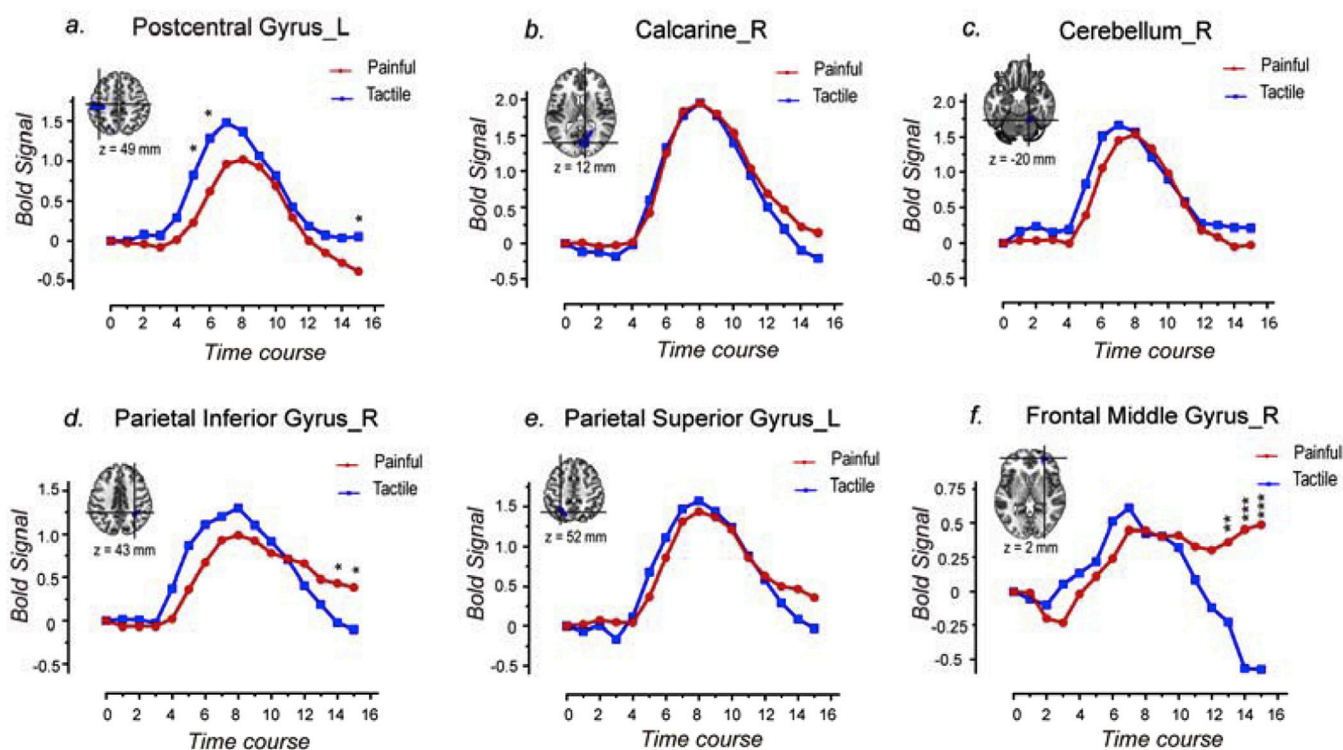 a. Postcentral Gyrus_L
Painful
Tactile
z = 49 mm
Bold Signal
1.5
1.0
0.5
0
-0.5
* * *
0 2 4 6 8 10 12 14 16
Time course
b. Calcarine_R
Painful
Tactile
z = 12 mm
Bold Signal
2.0
1.5
1.0
0.5
0
-0.5
0 2 4 6 8 10 12 14 16
Time course
c. Cerebellum_R
Painful
Tactile
z = -20 mm
Bold Signal
2.0
1.5
1.0
1.5
0
-0.5
0 2 4 6 8 10 12 14 16
Time course
d. Parietal Inferior Gyrus_R
Painful
Tactile
z = 43 mm
Bold Signal
1.5
1.0
0.5
0
-0.5
* *
0 2 4 6 8 10 12 14 16
Time course
e. Parietal Superior Gyrus_L
Painful
Tactile
z = 52 mm
Bold Signal
1.5
1.0
0.5
0
-0.5
0 2 4 6 8 10 12 14 16
Time course
f. Frontal Middle Gyrus_R
Painful
Tactile
z = 2 mm
Bold Signal
0.75
0.5
0.25
0
-0.25
-0.5
** *** ***
0 2 4 6 8 10 12 14 16
Time course